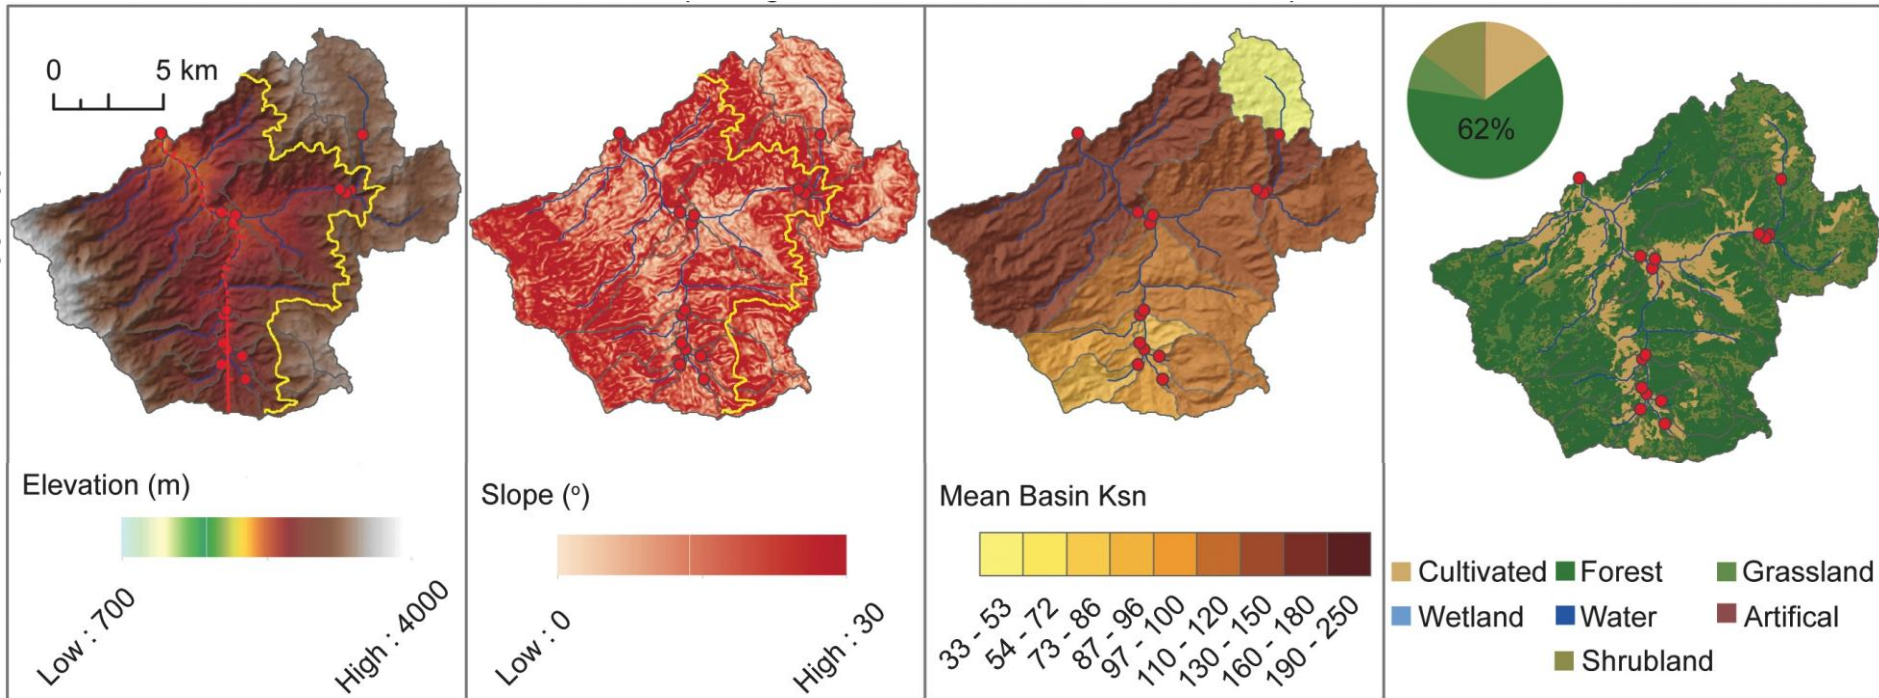 0 5 km
Elevation (m)
Low : 700
High : 4000
Slope (º)
Low : 0
High : 30
Mean Basin Ksn
33 - 53
54 - 72
73 - 86
87 - 96
97 - 100
110 - 120
130 - 150
160 - 180
190 - 250
62%
Cultivated Forest Grassland
Wetland Water Artifical
Shrubland